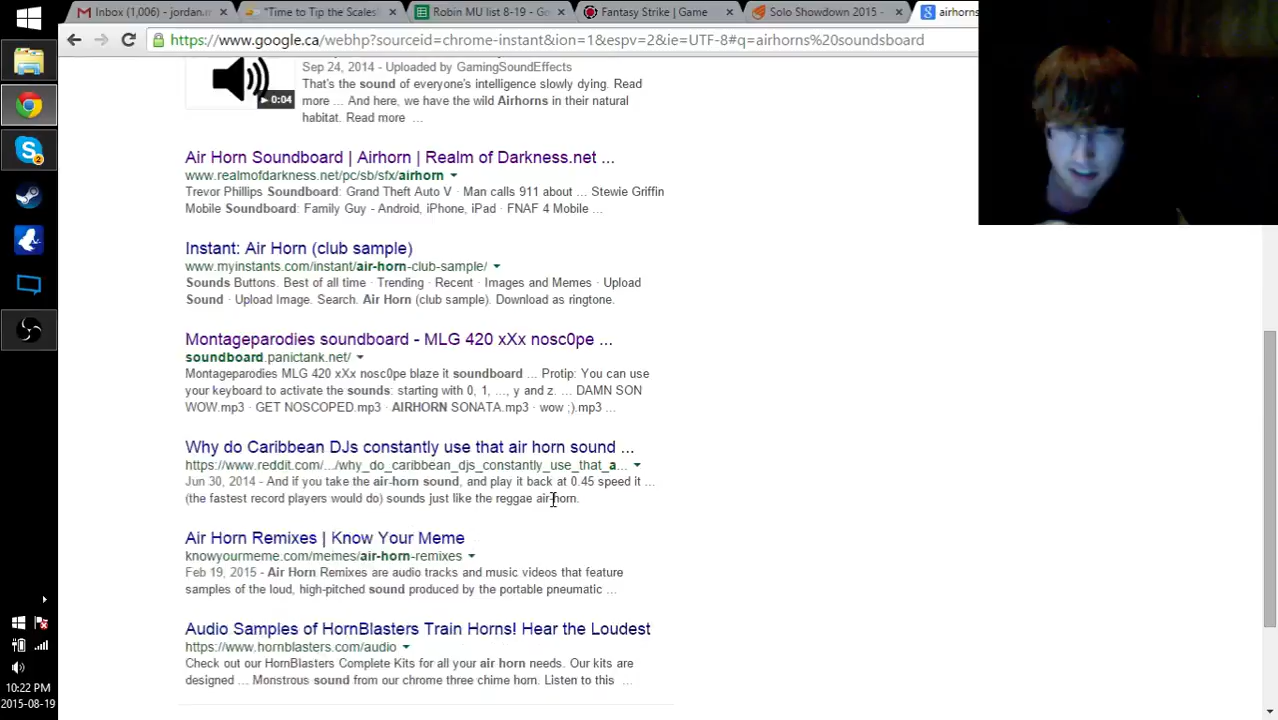 Inbox (1,006) - jordan.m
"Time to Tip the Scales"
Robin MU list 8-19 - Go
Fantasy Strike | Game
Solo Showdown 2015 -
airhorns
https://www.google.ca/webhp?sourceid=chrome-instant&ion=1&espv=2&ie=UTF-8#q=airhorns%20soundsboard
Sep 24, 2014 - Uploaded by GamingSoundEffects
0:04
That's the sound of everyone's intelligence slowly dying. Read
more ... And here, we have the wild Airhorns in their natural
habitat. Read more ...
Air Horn Soundboard | Airhorn | Realm of Darkness.net ...
www.realmofdarkness.net/pc/sb/sfx/airhorn
Trevor Phillips Soundboard: Grand Theft Auto V · Man calls 911 about ... Stewie Griffin
Mobile Soundboard: Family Guy - Android, iPhone, iPad · FNAF 4 Mobile ...
Instant: Air Horn (club sample)
www.myinstants.com/instant/air-horn-club-sample/
Sounds Buttons. Best of all time · Trending · Recent · Images and Memes · Upload
Sound · Upload Image. Search. Air Horn (club sample). Download as ringtone.
Montageparodies soundboard - MLG 420 xXx nosc0pe ...
soundboard.panictank.net/
Montageparodies MLG 420 xXx nosc0pe blaze it soundboard ... Protip: You can use
your keyboard to activate the sounds: starting with 0, 1, ..., y and z. ... DAMN SON
WOW.mp3 · GET NOSCOPED.mp3 · AIRHORN SONATA.mp3 · wow ;).mp3 ...
Why do Caribbean DJs constantly use that air horn sound ...
https://www.reddit.com/.../why_do_caribbean_djs_constantly_use_that_a...
Jun 30, 2014 - And if you take the air-horn sound, and play it back at 0.45 speed it ...
(the fastest record players would do) sounds just like the reggae air-horn.
Air Horn Remixes | Know Your Meme
knowyourmeme.com/memes/air-horn-remixes
Feb 19, 2015 - Air Horn Remixes are audio tracks and music videos that feature
samples of the loud, high-pitched sound produced by the portable pneumatic ...
Audio Samples of HornBlasters Train Horns! Hear the Loudest
https://www.hornblasters.com/audio
Check out our HornBlasters Complete Kits for all your air horn needs. Our kits are
designed ... Monstrous sound from our chrome three chime horn. Listen to this ...
2
10:22 PM
2015-08-19